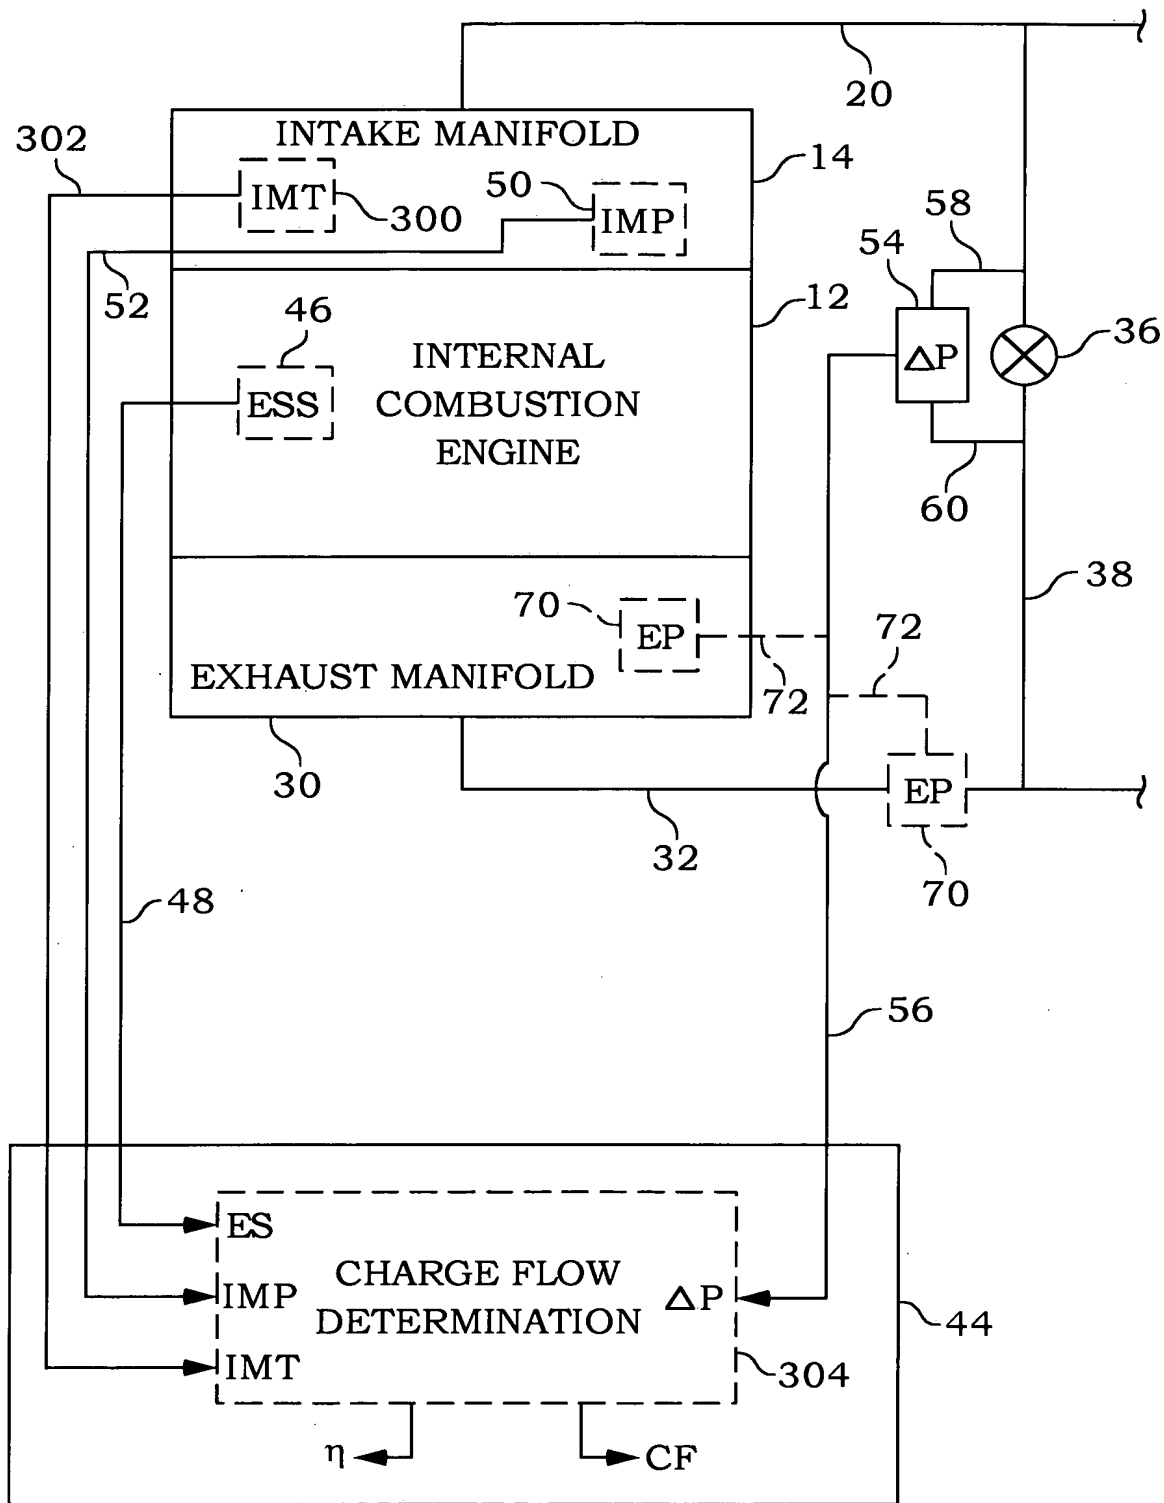 20
302
INTAKE MANIFOLD
14
IMT
300
50
IMP
58
54
52
12
36
46
INTERNAL
COMBUSTION
ENGINE
ESS
ΔP
60
38
70
EP
72
72
EXHAUST MANIFOLD
30
EP
32
70
48
56
ES
CHARGE FLOW
DETERMINATION
IMP
ΔP
44
IMT
304
η
CF